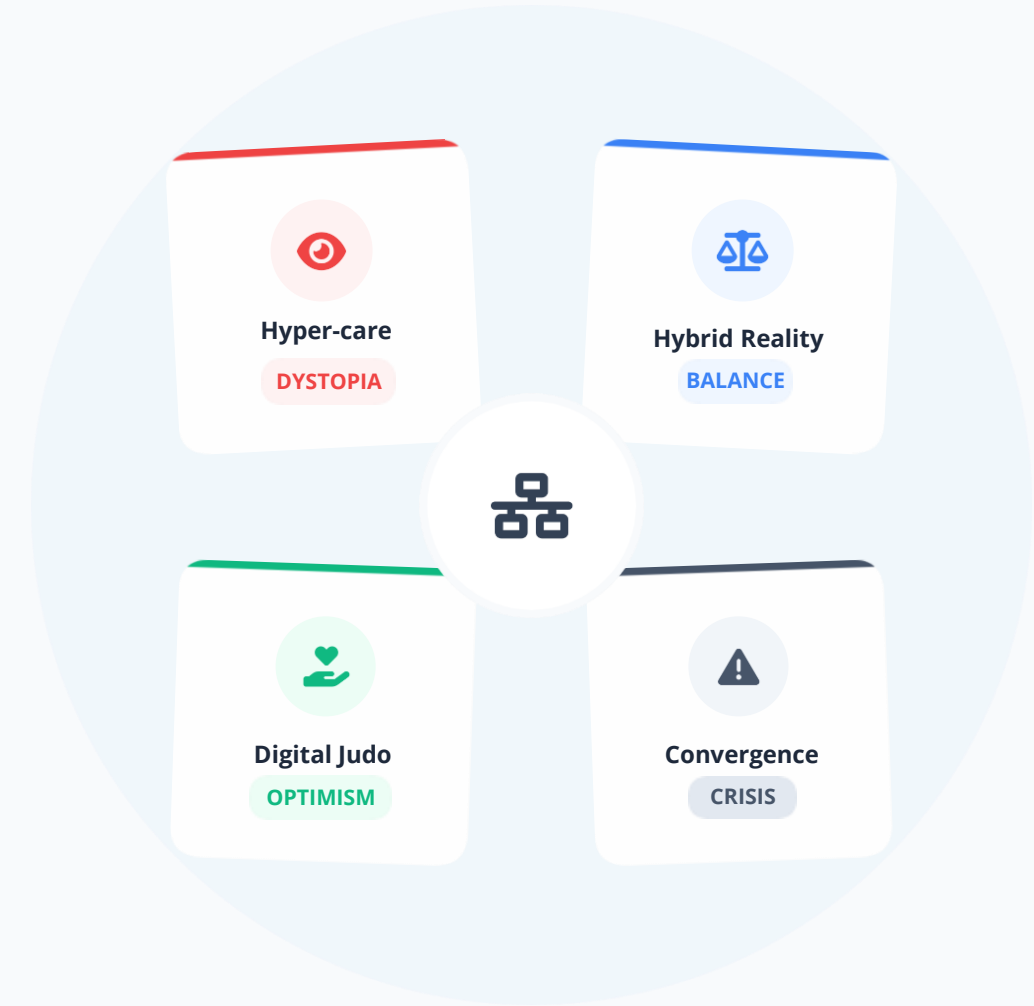 Hyper-care
DYSTOPIA
Hybrid Reality
BALANCE
Digital Judo
OPTIMISM
Convergence
CRISIS